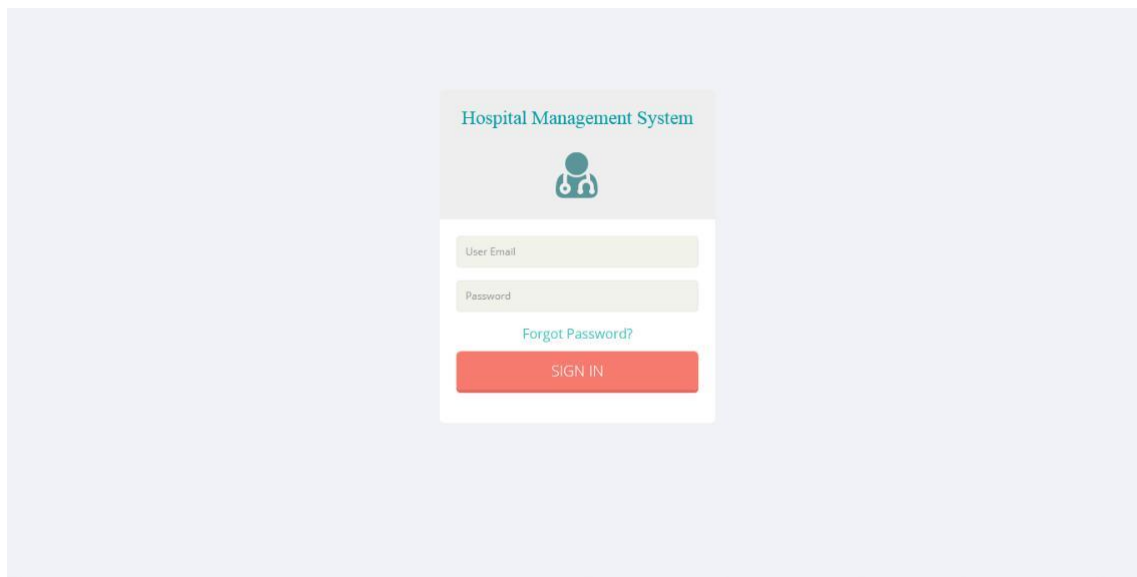 Hospital Management System
User Email
Password
Forgot Password?
SIGN IN